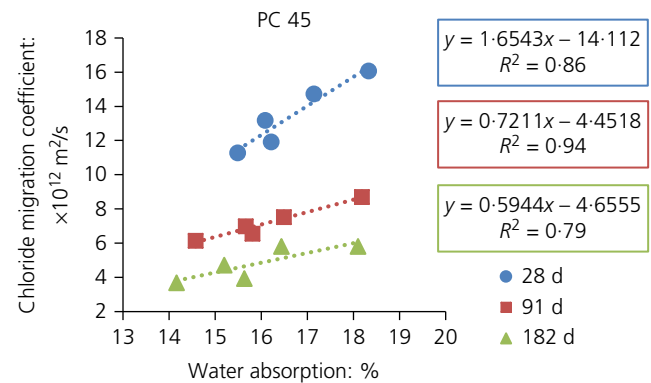 PC 45
Chloride migration coefficient:
×10¹² m²/s
18
16
14
12
10
8
6
4
2
13 14 15 16 17 18 19 20
Water absorption: %
y = 1·6543x – 14·112
R² = 0·86
y = 0·7211x – 4·4518
R² = 0·94
y = 0·5944x – 4·6555
R² = 0·79
28 d
91 d
182 d